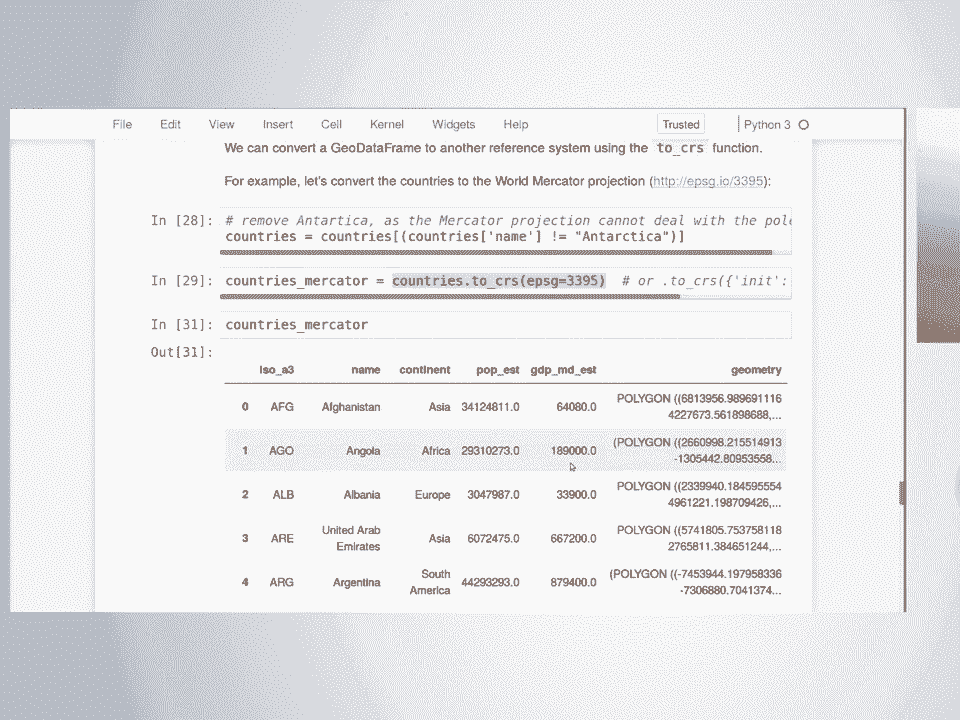 File Edit View Insert Cell Kernel Widgets Help Trusted Python 3
We can convert a GeoDataFrame to another reference system using the to_crs function.
For example, let's convert the countries to the World Mercator projection (http://epsg.io/3395):
In [28]: # remove Antartica, as the Mercator projection cannot deal with the pole
countries = countries[(countries['name'] != "Antarctica")]
In [29]: countries_mercator = countries.to_crs(epsg=3395) # or .to_crs({'init':
In [31]: countries_mercator
Out[31]:
iso_a3 name continent pop_est gdp_md_est geometry
0 AFG Afghanistan Asia 34124811.0 64080.0 POLYGON ((6813956.989691116
4227673.561898688,...
1 AGO Angola Africa 29310273.0 189000.0 (POLYGON ((2660998.215514913
-1305442.80953558...
2 ALB Albania Europe 3047987.0 33900.0 POLYGON ((2339940.184595554
4961221.198709426,...
3 ARE United Arab Emirates Asia 6072475.0 667200.0 POLYGON ((5741805.753758118
2765811.384651244,...
4 ARG Argentina South America 44293293.0 879400.0 (POLYGON ((-7453944.197958336
-7306880.7041374...